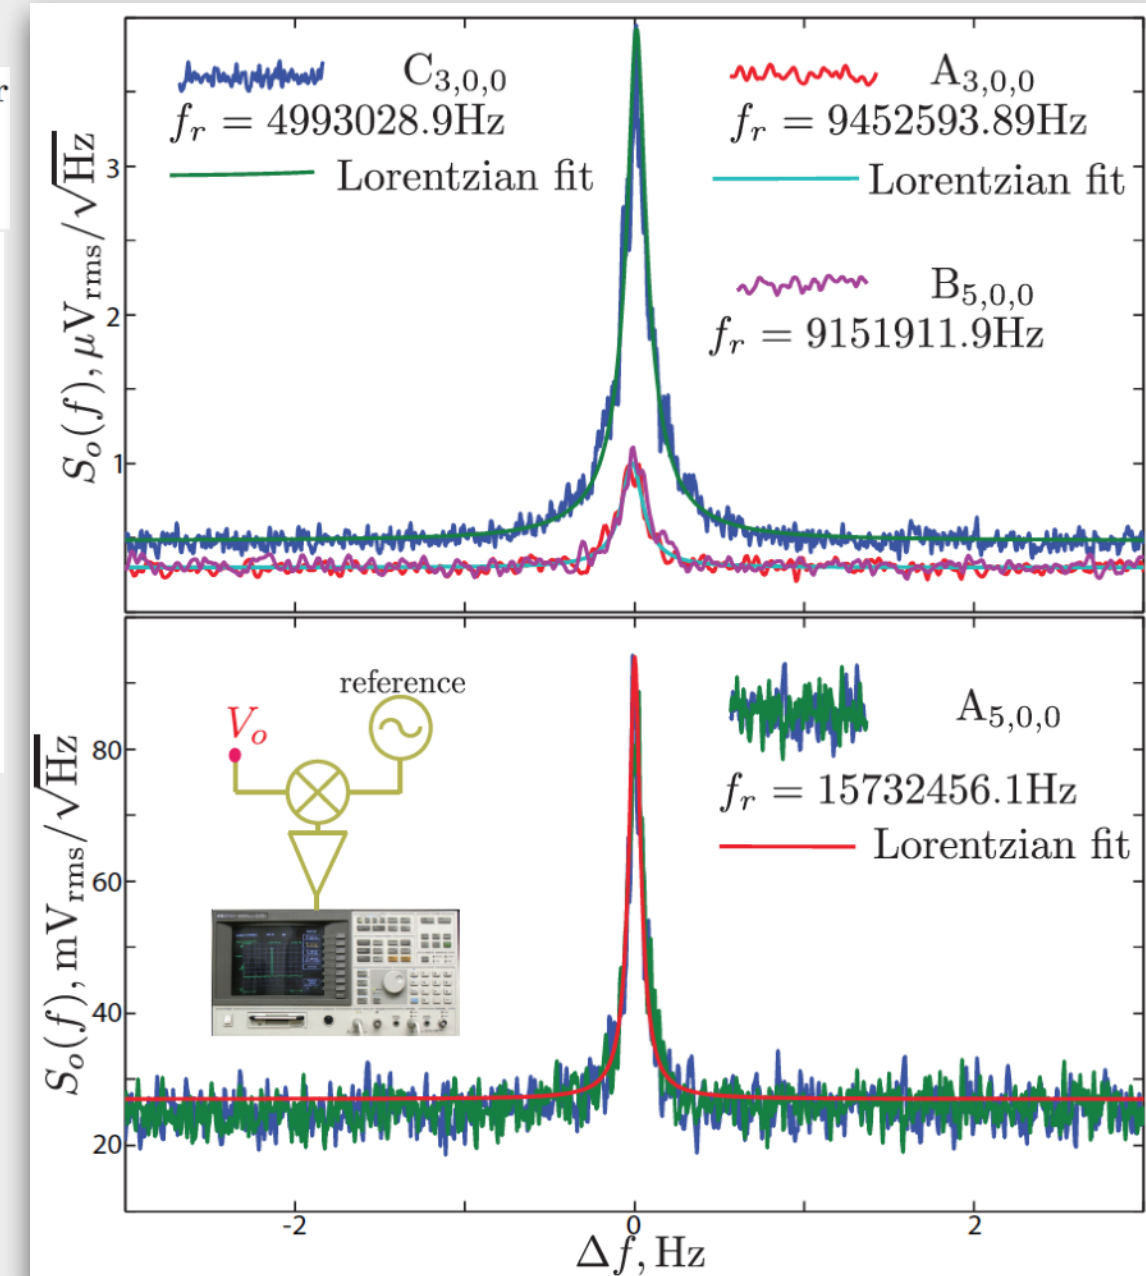 r
C3,0,0
fr = 4993028.9Hz
Lorentzian fit
A3,0,0
fr = 9452593.89Hz
Lorentzian fit
B5,0,0
fr = 9151911.9Hz
So(f), μVrms/√Hz
3
2
1
reference
Vo
A5,0,0
fr = 15732456.1Hz
Lorentzian fit
So(f), mVrms/√Hz
80
60
40
20
-2 0 2
Δf, Hz